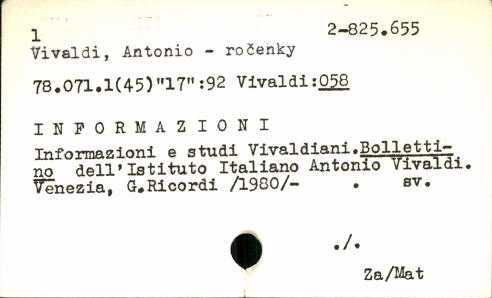 1 2-825.655
Vivaldi, Antonio - ročenky
78.071.1(45)"17":92 Vivaldi:058
I N F O R M A Z I O N I
Informazioni e studi Vivaldiani.Bolletti-
no dell'Istituto Italiano Antonio Vivaldi.
Venezia, G.Ricordi /1980/- . sv.
./.
Za/Mat